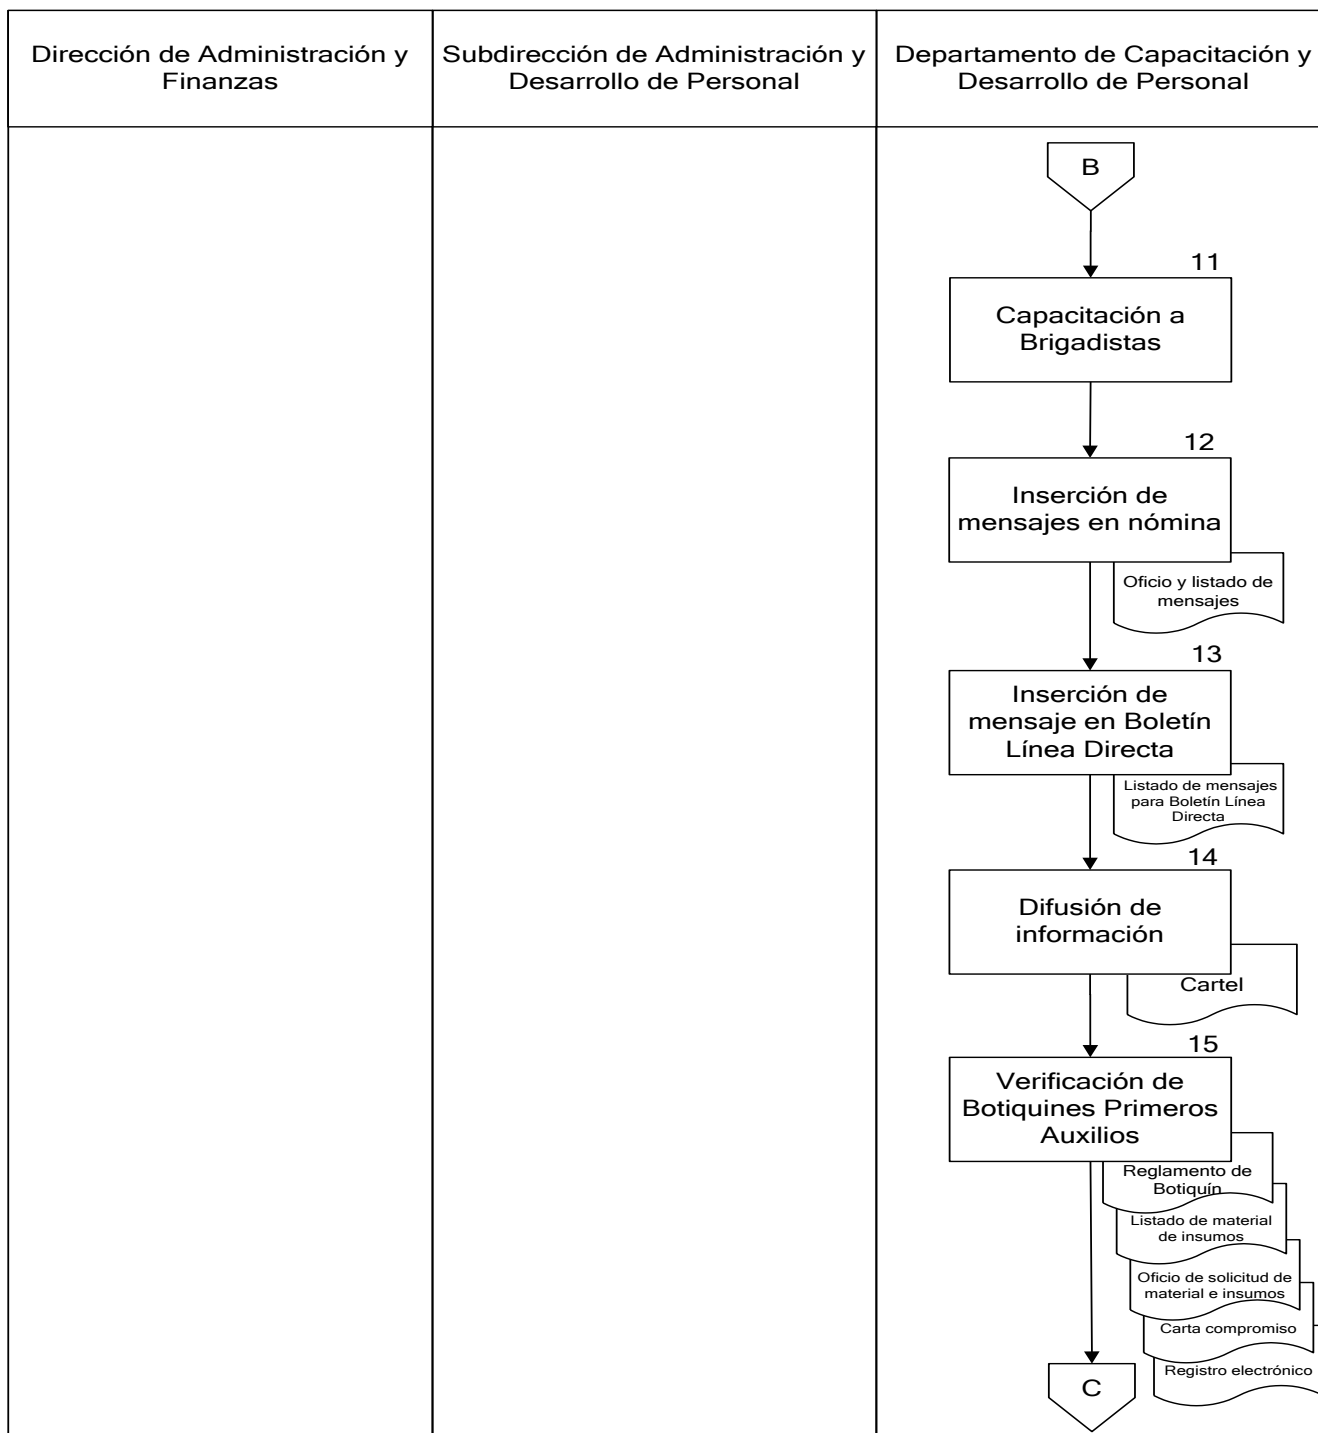 Dirección de Administración y
Finanzas
Subdirección de Administración y
Desarrollo de Personal
Departamento de Capacitación y
Desarrollo de Personal
B
11
Capacitación a
Brigadistas
12
Inserción de
mensajes en nómina
Oficio y listado de
mensajes
13
Inserción de
mensaje en Boletín
Línea Directa
Listado de mensajes
para Boletín Línea
Directa
14
Difusión de
información
Cartel
15
Verificación de
Botiquines Primeros
Auxilios
Reglamento de
Botiquín
Listado de material
de insumos
Oficio de solicitud de
material e insumos
Carta compromiso
Registro electrónico
C